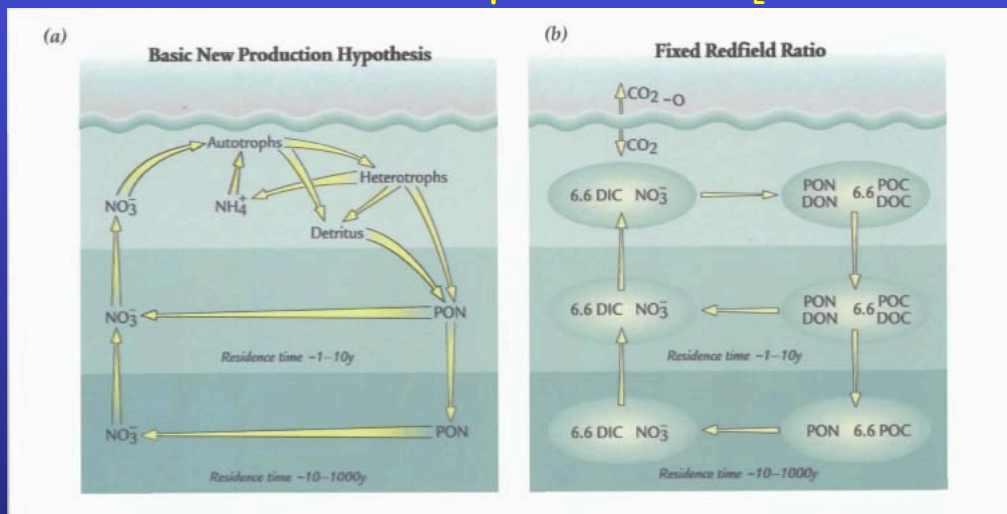 (a)
Basic New Production Hypothesis
Autotrophs
Heterotrophs
NO₃⁻
NH₄⁺
Detritus
NO₃⁻
PON
Residence time ~1–10y
NO₃⁻
PON
Residence time ~10–1000y
(b)
Fixed Redfield Ratio
CO₂ ~O
CO₂
6.6 DIC NO₃⁻
PON
DON
6.6
POC
DOC
6.6 DIC NO₃⁻
PON
DON
6.6
POC
DOC
Residence time ~1–10y
6.6 DIC NO₃⁻
PON 6.6 POC
Residence time ~10–1000y